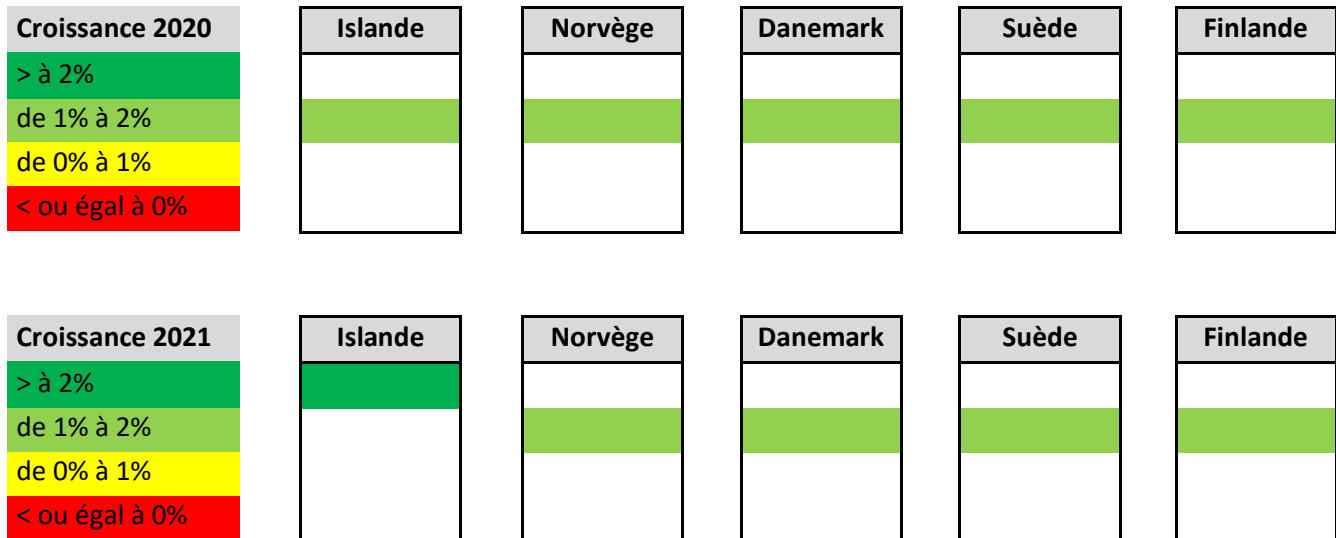 Croissance 2020 Islande Norvège Danemark Suède Finlande
> à 2%
de 1% à 2%
de 0% à 1%
< ou égal à 0%
Croissance 2021 Islande Norvège Danemark Suède Finlande
> à 2%
de 1% à 2%
de 0% à 1%
< ou égal à 0%